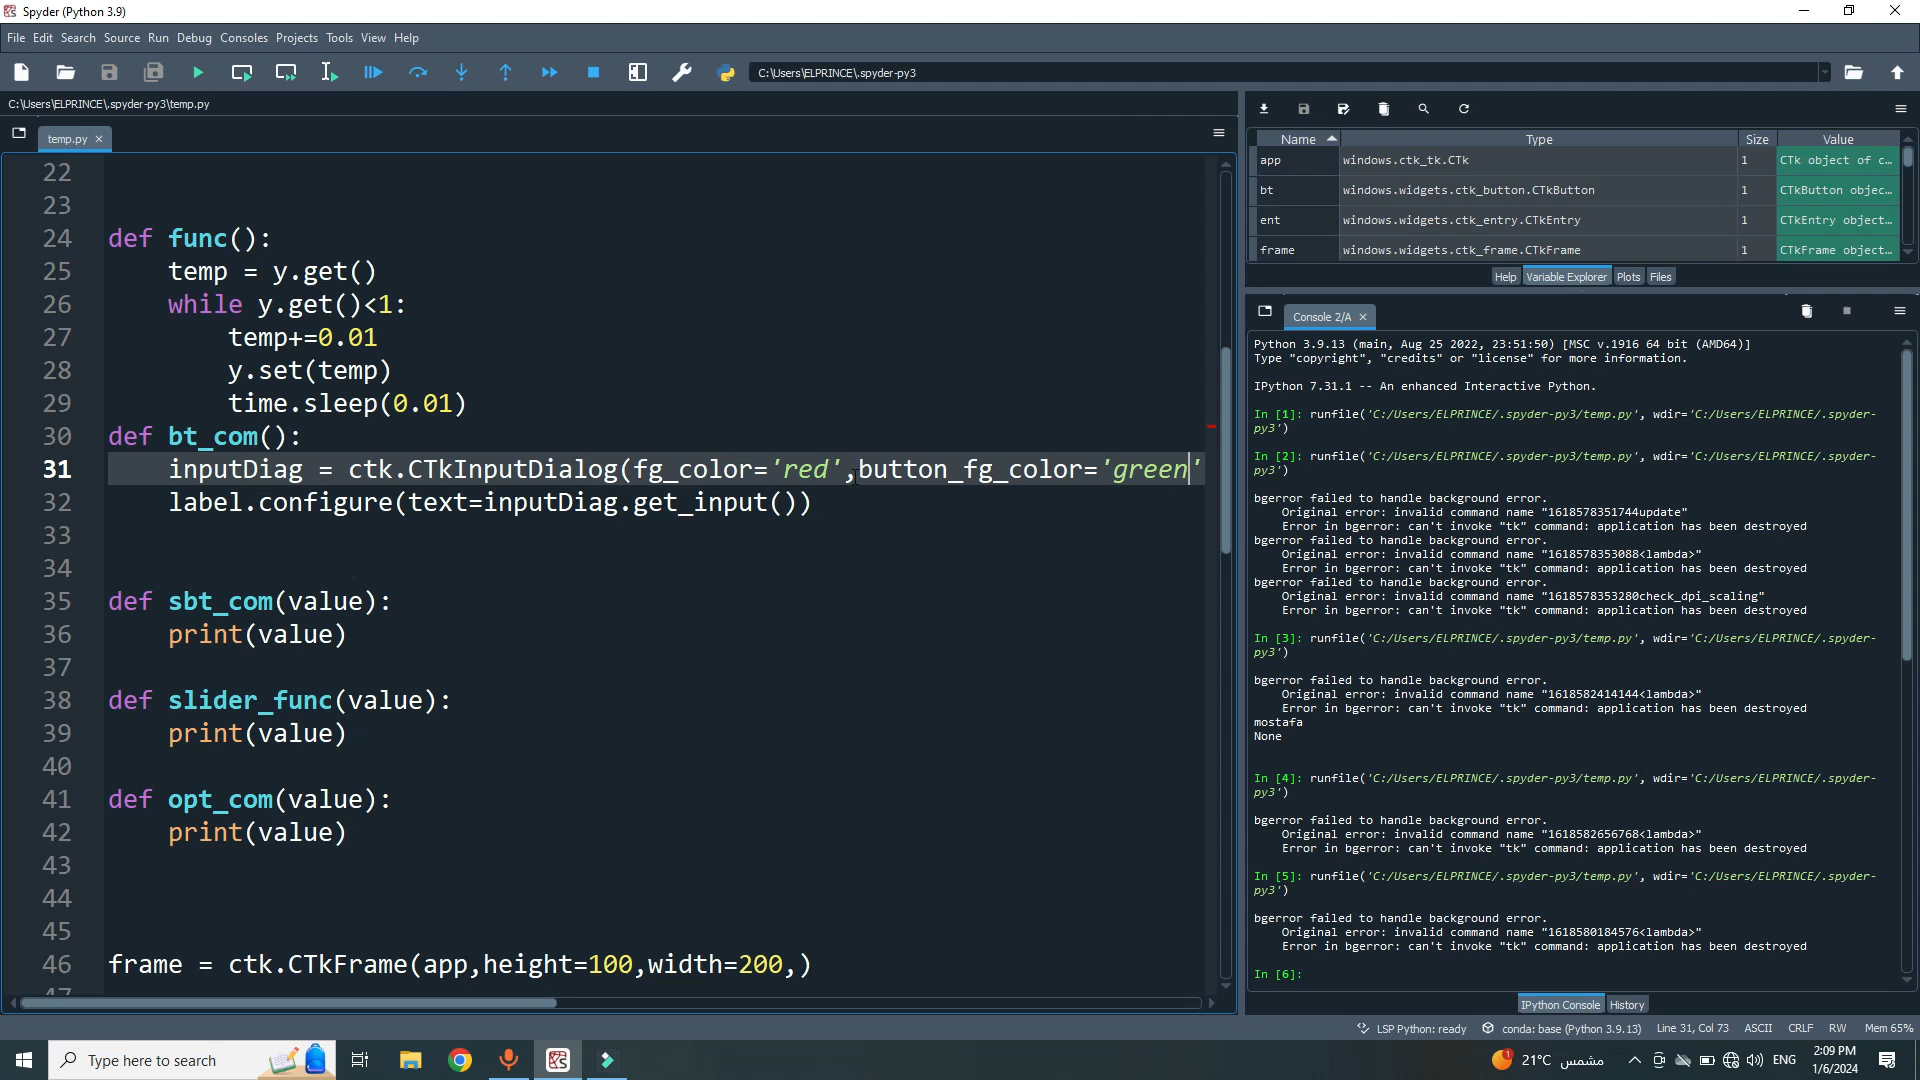 Spyder (Python 3.9)
File Edit Search Source Run Debug Consoles Projects Tools View Help
C:\Users\ELPRINCE\.spyder-py3
C:\Users\ELPRINCE\.spyder-py3\temp.py
temp.py
22
23
24 def func():
25 temp = y.get()
26 while y.get()<1:
27 temp+=0.01
28 y.set(temp)
29 time.sleep(0.01)
30 def bt_com():
31 inputDiag = ctk.CTkInputDialog(fg_color='red',button_fg_color='green'
32 label.configure(text=inputDiag.get_input())
33
34
35 def sbt_com(value):
36 print(value)
37
38 def slider_func(value):
39 print(value)
40
41 def opt_com(value):
42 print(value)
43
44
45
46 frame = ctk.CTkFrame(app,height=100,width=200,)
47
Name Type Size Value
app windows.ctk_tk.CTk 1 CTk object of c...
bt windows.widgets.ctk_button.CTkButton 1 CTkButton objec...
ent windows.widgets.ctk_entry.CTkEntry 1 CTkEntry object...
frame windows.widgets.ctk_frame.CTkFrame 1 CTkFrame object...
Help Variable Explorer Plots Files
Console 2/A
Python 3.9.13 (main, Aug 25 2022, 23:51:50) [MSC v.1916 64 bit (AMD64)]
Type "copyright", "credits" or "license" for more information.
IPython 7.31.1 -- An enhanced Interactive Python.
In [1]: runfile('C:/Users/ELPRINCE/.spyder-py3/temp.py', wdir='C:/Users/ELPRINCE/.spyder-
py3')
In [2]: runfile('C:/Users/ELPRINCE/.spyder-py3/temp.py', wdir='C:/Users/ELPRINCE/.spyder-
py3')
bgerror failed to handle background error.
Original error: invalid command name "1618578351744update"
Error in bgerror: can't invoke "tk" command: application has been destroyed
bgerror failed to handle background error.
Original error: invalid command name "1618578353088<lambda>"
Error in bgerror: can't invoke "tk" command: application has been destroyed
bgerror failed to handle background error.
Original error: invalid command name "1618578353280check_dpi_scaling"
Error in bgerror: can't invoke "tk" command: application has been destroyed
In [3]: runfile('C:/Users/ELPRINCE/.spyder-py3/temp.py', wdir='C:/Users/ELPRINCE/.spyder-
py3')
bgerror failed to handle background error.
Original error: invalid command name "1618582414144<lambda>"
Error in bgerror: can't invoke "tk" command: application has been destroyed
mostafa
None
In [4]: runfile('C:/Users/ELPRINCE/.spyder-py3/temp.py', wdir='C:/Users/ELPRINCE/.spyder-
py3')
bgerror failed to handle background error.
Original error: invalid command name "1618582656768<lambda>"
Error in bgerror: can't invoke "tk" command: application has been destroyed
In [5]: runfile('C:/Users/ELPRINCE/.spyder-py3/temp.py', wdir='C:/Users/ELPRINCE/.spyder-
py3')
bgerror failed to handle background error.
Original error: invalid command name "1618580184576<lambda>"
Error in bgerror: can't invoke "tk" command: application has been destroyed
In [6]:
IPython Console History
LSP Python: ready conda: base (Python 3.9.13) Line 31, Col 73 ASCII CRLF RW Mem 65%
Type here to search
1 21°C مشمس ENG 2:09 PM
1/6/2024